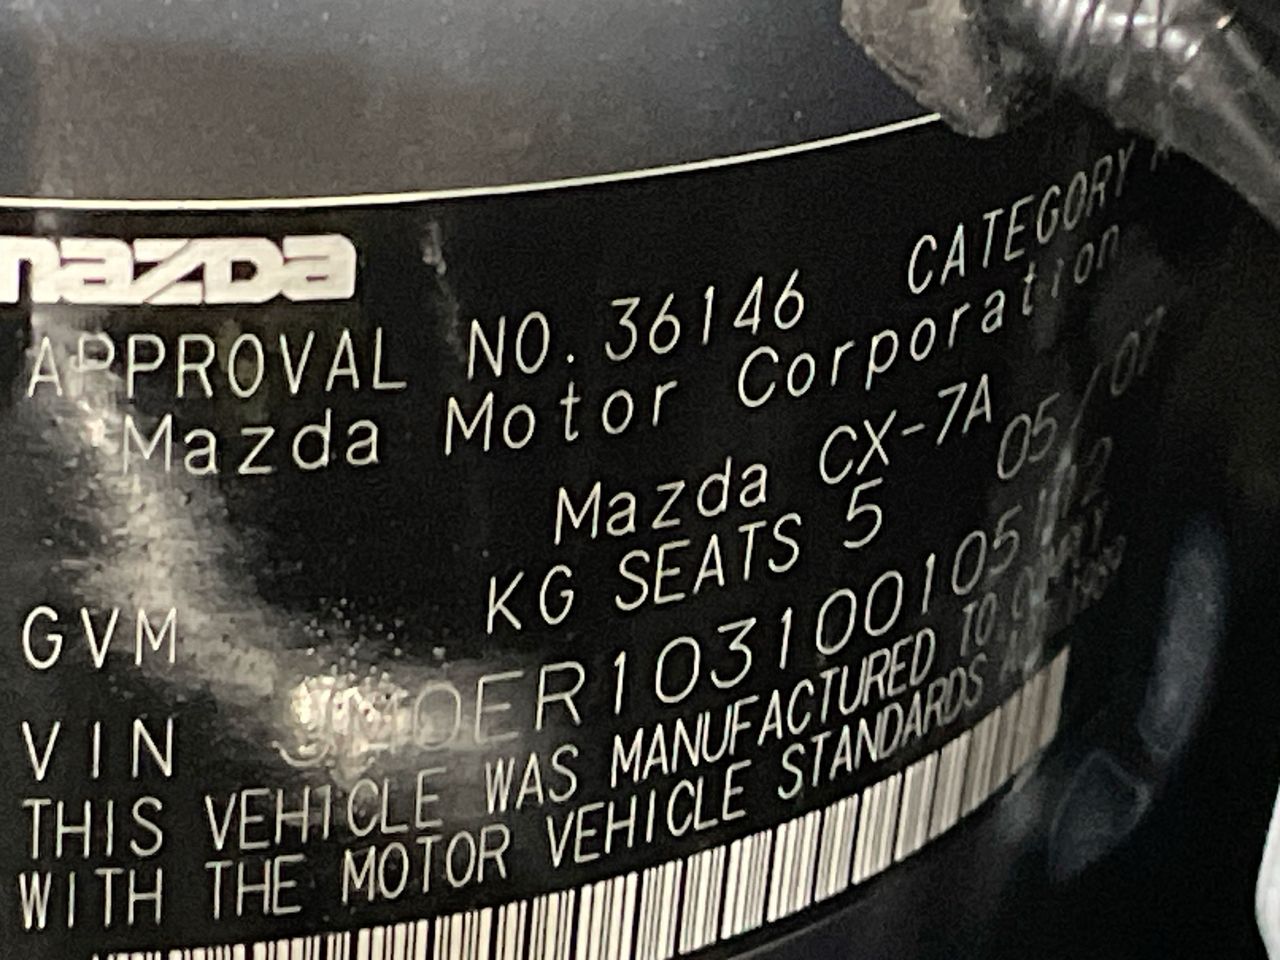 mazda
APPROVAL NO. 36146 CATEGORY
Mazda Motor Corporation
Mazda CX-7A 05/07
GVM KG SEATS 5
VIN JM0ER103100105
THIS VEHICLE WAS MANUFACTURED TO
WITH THE MOTOR VEHICLE STANDARDS